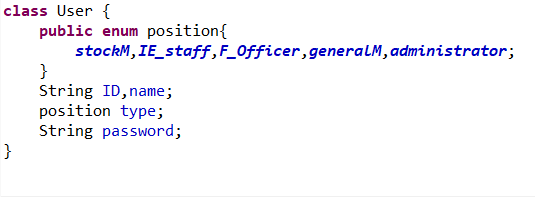 class User {
    public enum position{
        stockM,IE_staff,F_Officer,generalM,administrator;
    }
    String ID,name;
    position type;
    String password;
}